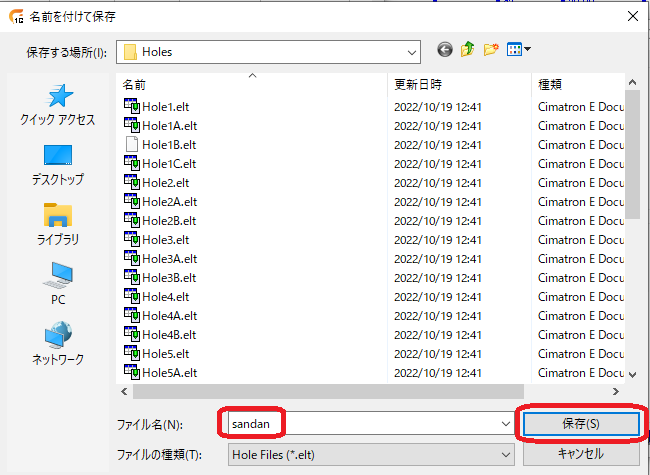 名前を付けて保存
保存する場所(I): Holes
名前 更新日時 種類
Hole1.elt 2022/10/19 12:41 Cimatron E Docu
Hole1A.elt 2022/10/19 12:41 Cimatron E Docu
Hole1B.elt 2022/10/19 12:41 Cimatron E Docu
Hole1C.elt 2022/10/19 12:41 Cimatron E Docu
Hole2.elt 2022/10/19 12:41 Cimatron E Docu
Hole2A.elt 2022/10/19 12:41 Cimatron E Docu
Hole2B.elt 2022/10/19 12:41 Cimatron E Docu
Hole3.elt 2022/10/19 12:41 Cimatron E Docu
Hole3A.elt 2022/10/19 12:41 Cimatron E Docu
Hole3B.elt 2022/10/19 12:41 Cimatron E Docu
Hole4.elt 2022/10/19 12:41 Cimatron E Docu
Hole4A.elt 2022/10/19 12:41 Cimatron E Docu
Hole4B.elt 2022/10/19 12:41 Cimatron E Docu
Hole5.elt 2022/10/19 12:41 Cimatron E Docu
Hole5A.elt 2022/10/19 12:41 Cimatron E Docu
クイック アクセス
デスクトップ
ライブラリ
PC
ネットワーク
ファイル名(N): sandan 保存(S)
ファイルの種類(T): Hole Files (*.elt) キャンセル